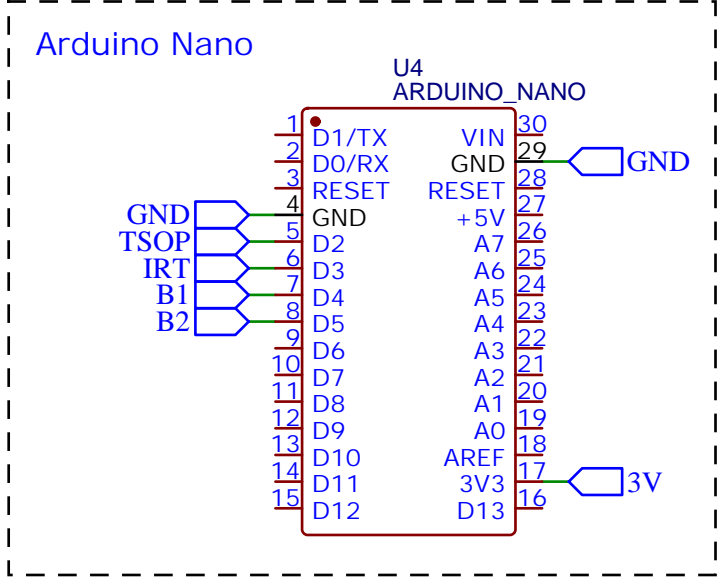 Arduino Nano
U4
ARDUINO_NANO
1 D1/TX VIN 30
2 D0/RX GND 29 GND
3 RESET RESET 28
GND 4 GND +5V 27
TSOP 5 D2 A7 26
IRT 6 D3 A6 25
B1 7 D4 A5 24
B2 8 D5 A4 23
9 D6 A3 22
10 D7 A2 21
11 D8 A1 20
12 D9 A0 19
13 D10 AREF 18
14 D11 3V3 17 3V
15 D12 D13 16